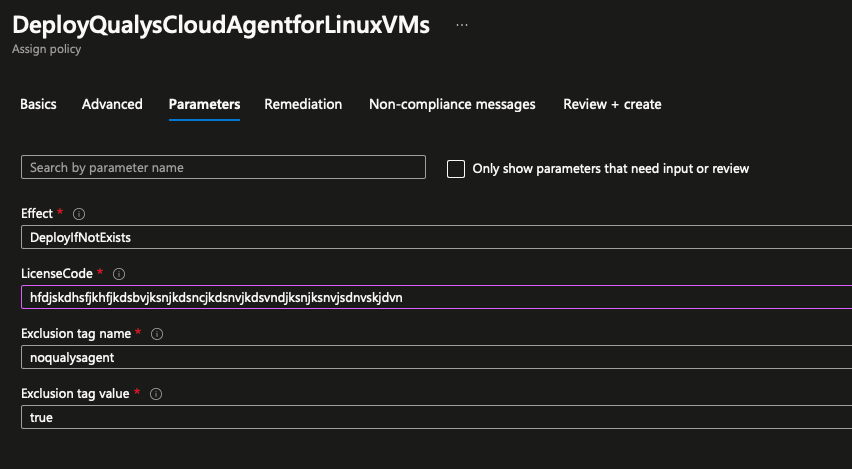 DeployQualysCloudAgentforLinuxVMs ...
Assign policy
Basics Advanced Parameters Remediation Non-compliance messages Review + create
Search by parameter name Only show parameters that need input or review
Effect *
DeployIfNotExists
LicenseCode *
hfdjskdhsfjkhfjkdsbvjksnjkdsncjkdsnvjkdsvndjksnjksnvjsdnvskjdvn
Exclusion tag name *
noqualysagent
Exclusion tag value *
true